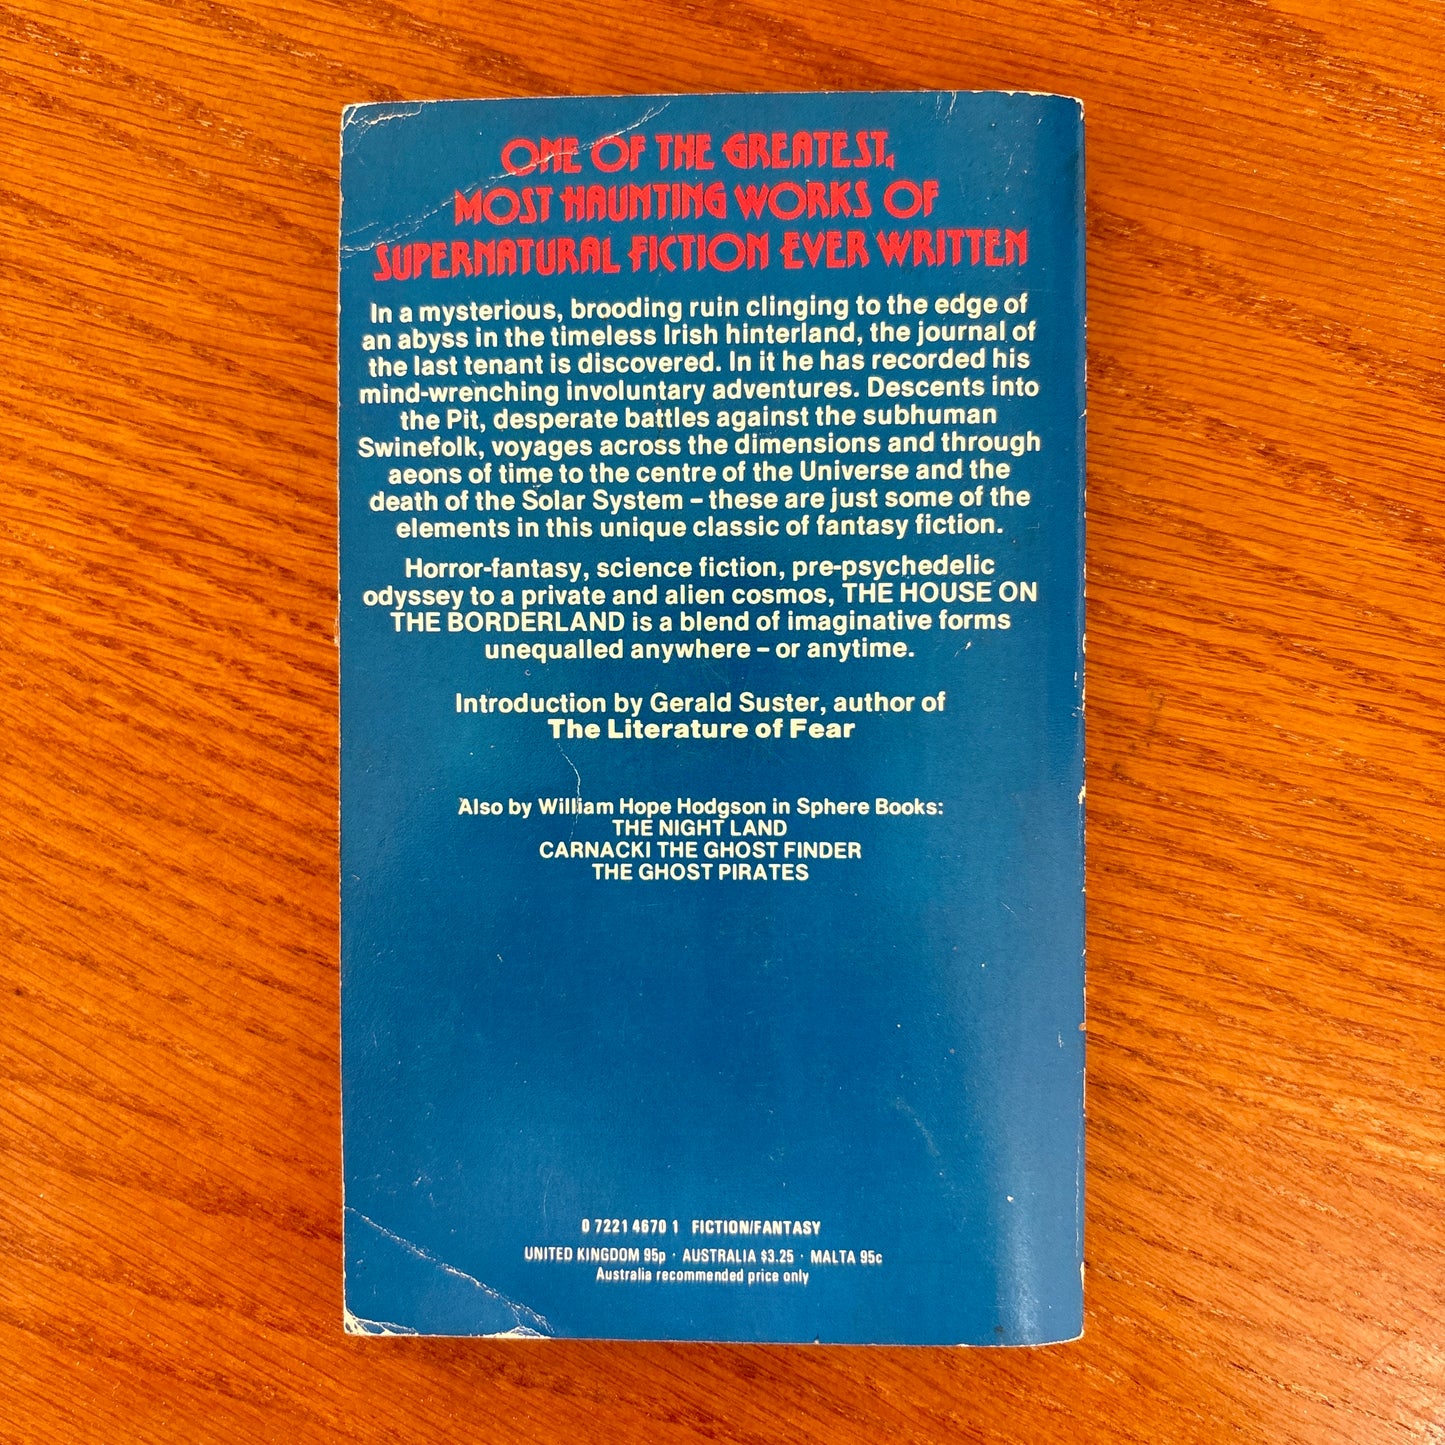 ONE OF THE GREATEST,
MOST HAUNTING WORKS OF
SUPERNATURAL FICTION EVER WRITTEN
In a mysterious, brooding ruin clinging to the edge of
an abyss in the timeless Irish hinterland, the journal of
the last tenant is discovered. In it he has recorded his
mind-wrenching involuntary adventures. Descents into
the Pit, desperate battles against the subhuman
Swinefolk, voyages across the dimensions and through
aeons of time to the centre of the Universe and the
death of the Solar System – these are just some of the
elements in this unique classic of fantasy fiction.
Horror-fantasy, science fiction, pre-psychedelic
odyssey to a private and alien cosmos, THE HOUSE ON
THE BORDERLAND is a blend of imaginative forms
unequalled anywhere – or anytime.
Introduction by Gerald Suster, author of
The Literature of Fear
Also by William Hope Hodgson in Sphere Books:
THE NIGHT LAND
CARNACKI THE GHOST FINDER
THE GHOST PIRATES
0 7221 4670 1 FICTION/FANTASY
UNITED KINGDOM 95p · AUSTRALIA $3.25 · MALTA 95c
Australia recommended price only